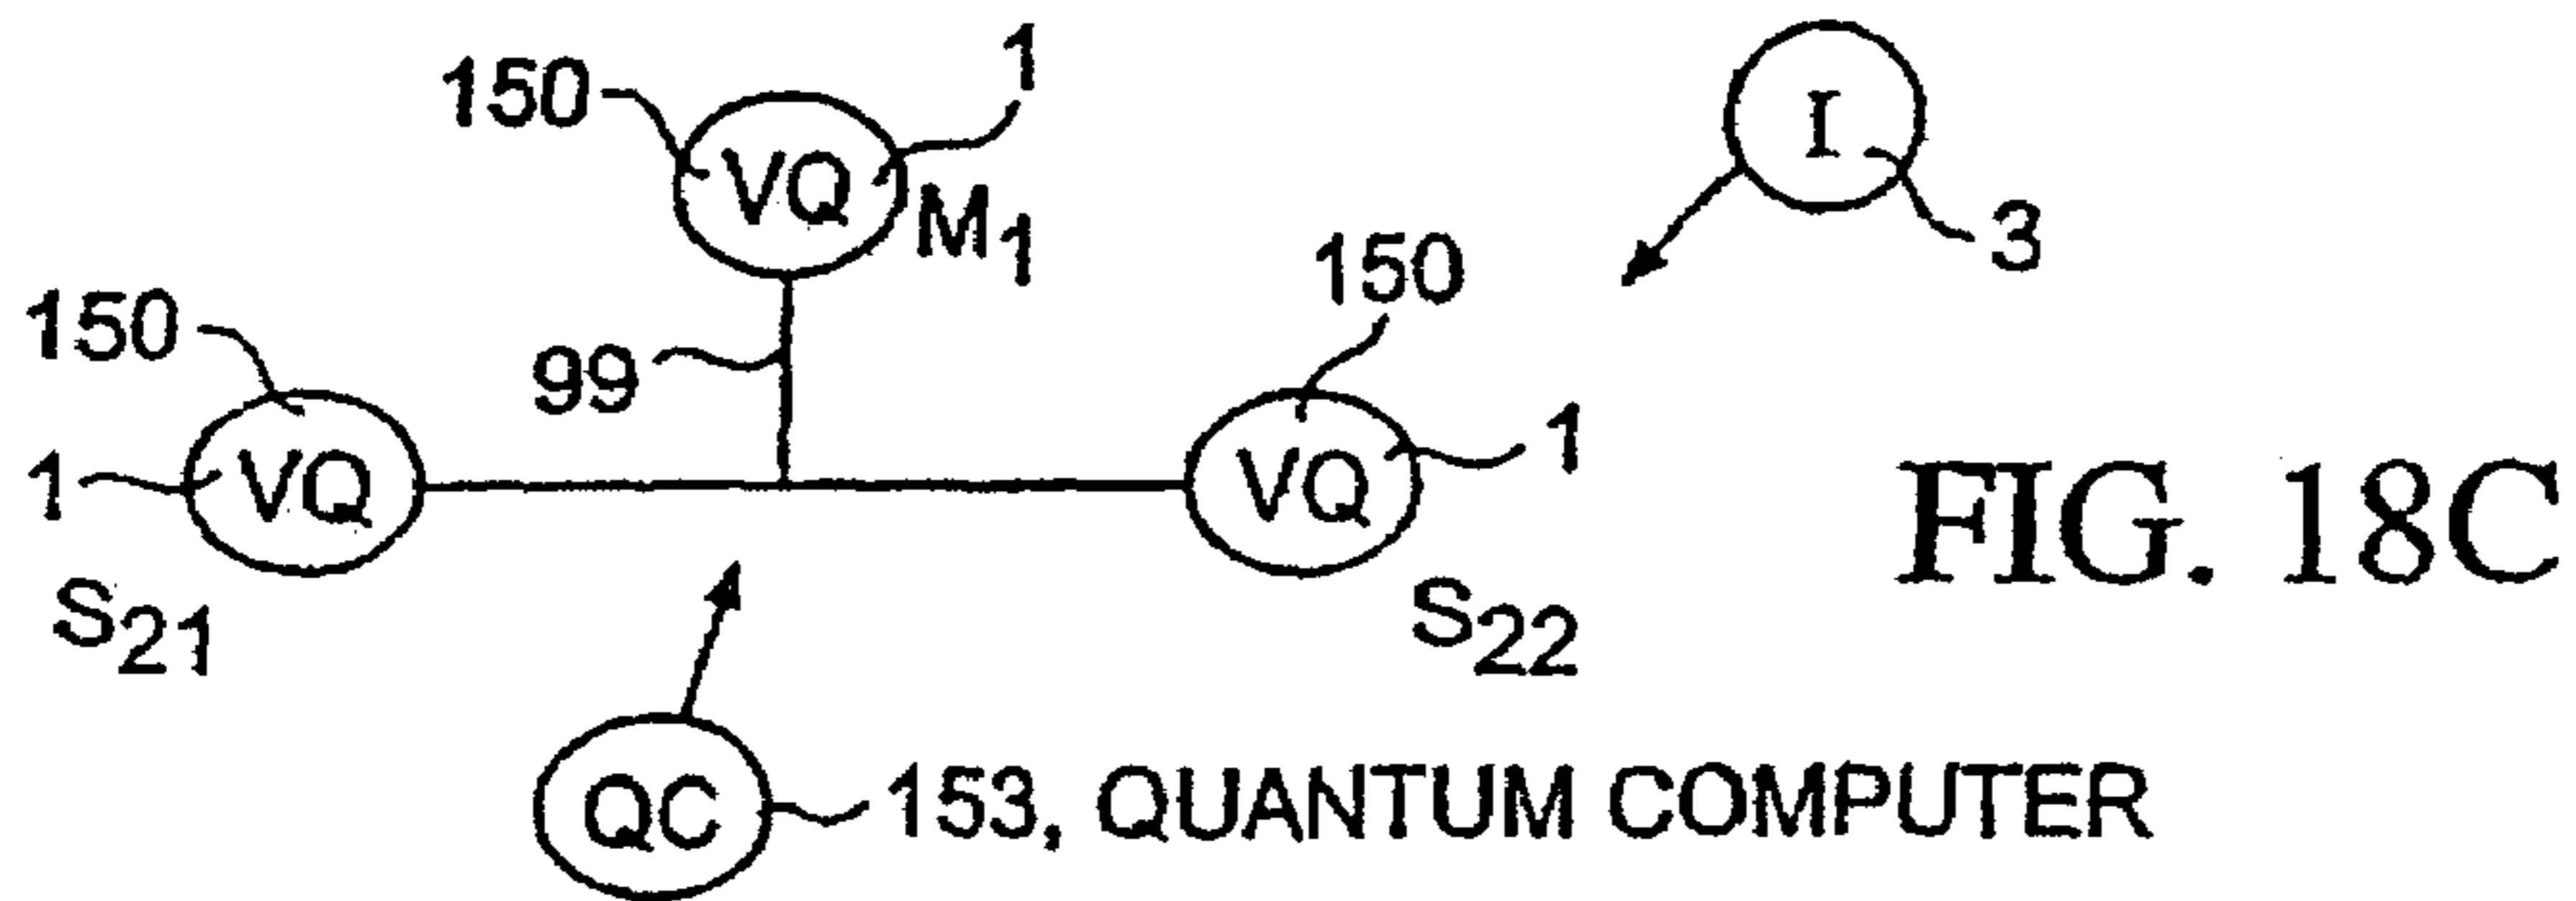 150
1
VQ
M1
I
3
150
99
150
1
VQ
S21
VQ
1
S22
FIG. 18C
QC
153, QUANTUM COMPUTER